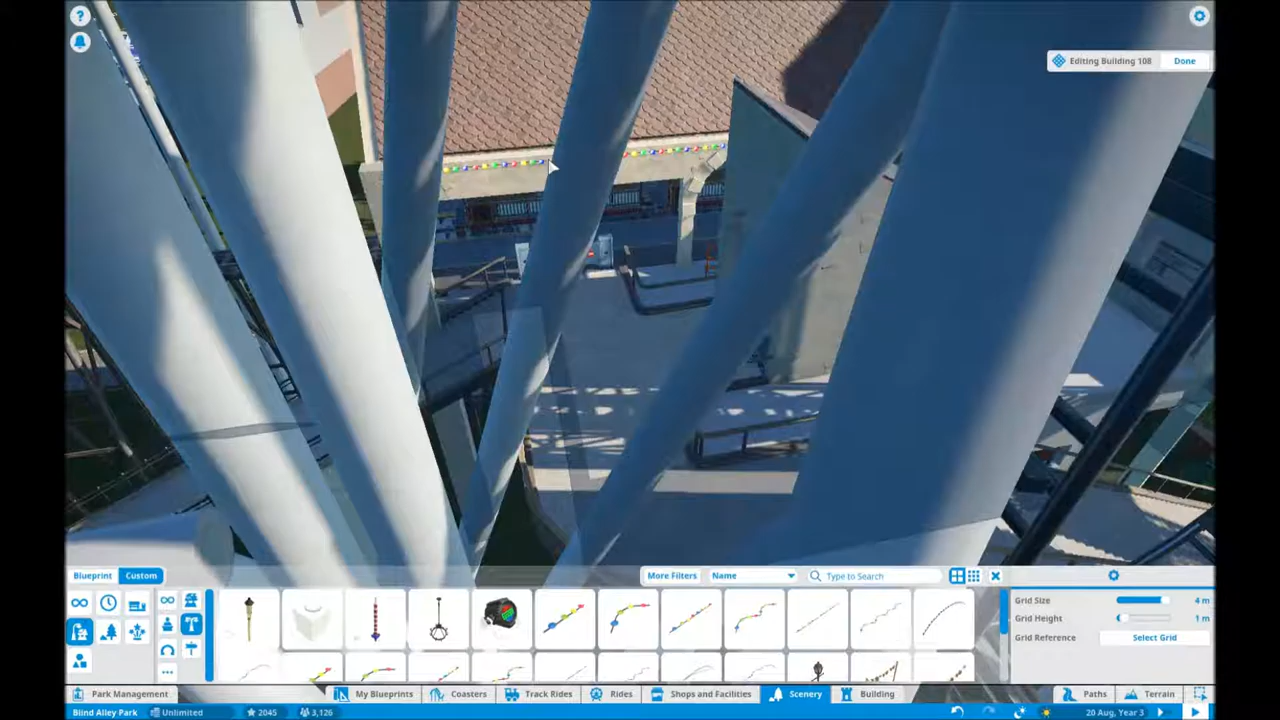 ?
Editing Building 108 Done
Blueprint Custom
More Filters Name Type to Search
Grid Size 4 m
Grid Height 1 m
Grid Reference Select Grid
Park Management My Blueprints Coasters Track Rides Rides Shops and Facilities Scenery Building Paths Terrain
Blind Alley Park Unlimited 2045 3,126 20 Aug, Year 3